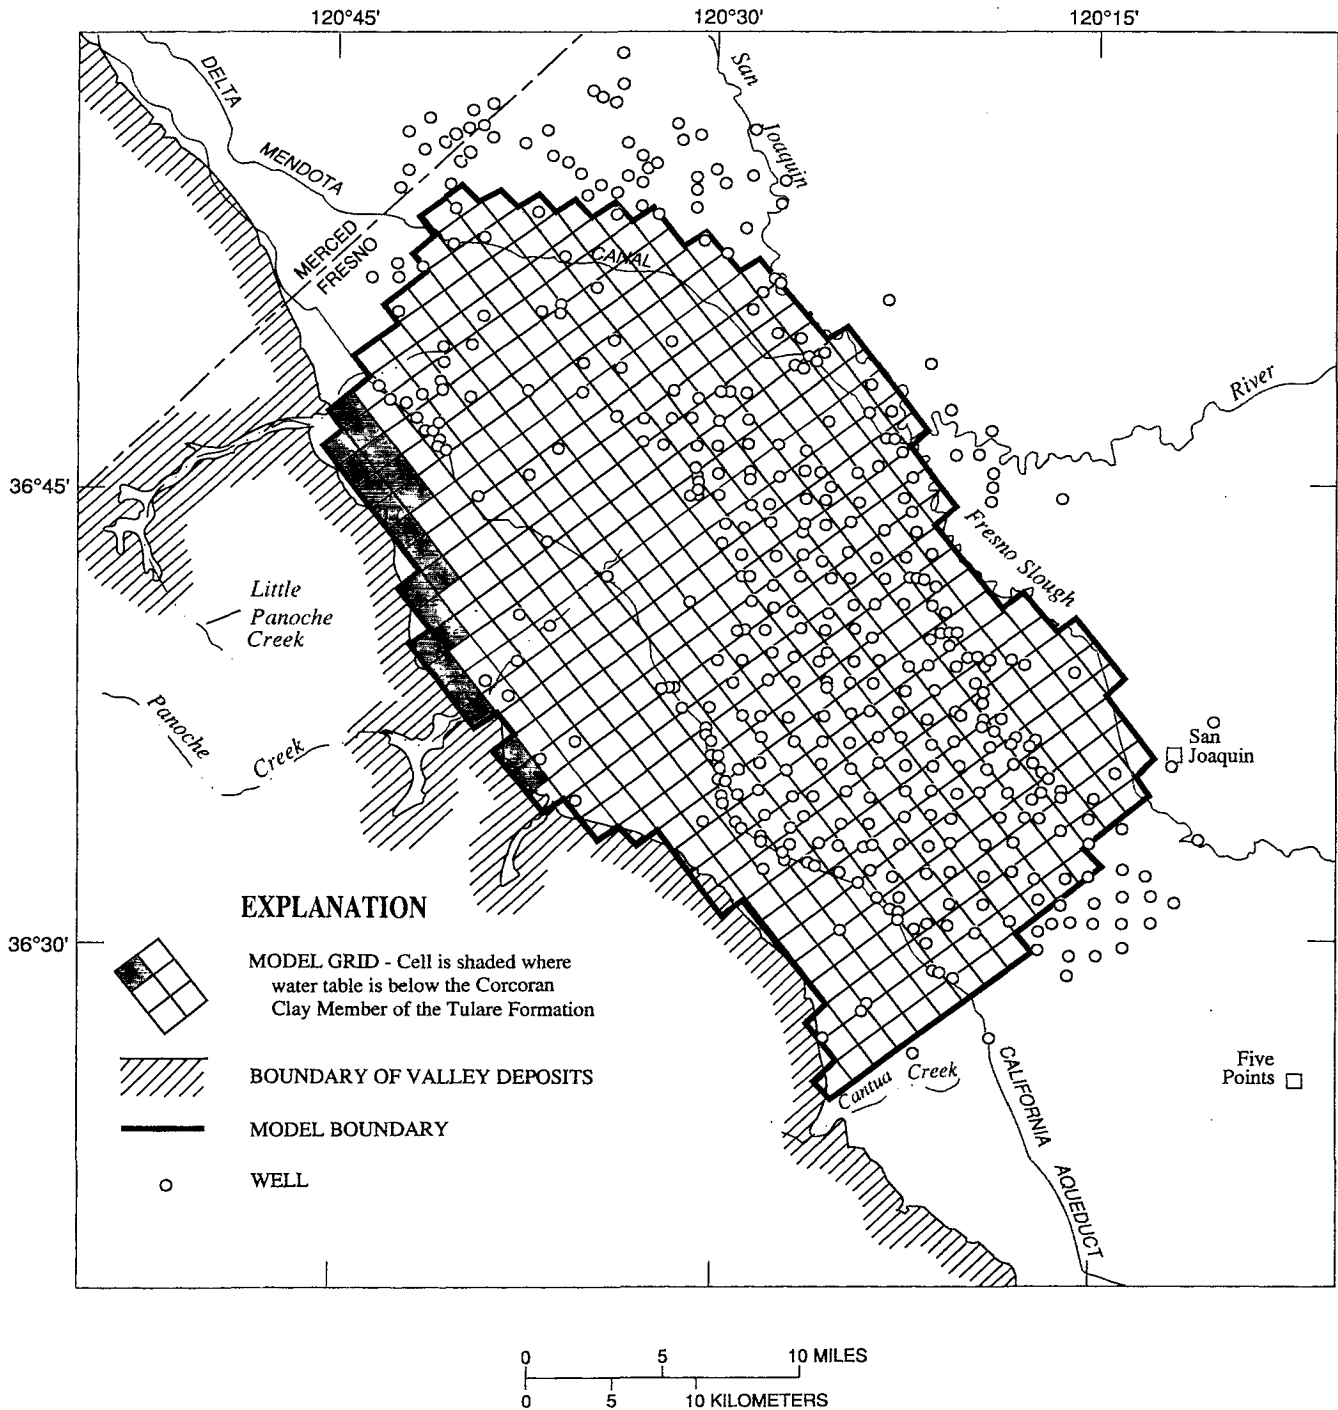 120°45'
120°30'
120°15'
DELTA
MENDOTA
CANAL
San
Joaquin
River
MERCED
FRESNO
36°45'
Fresno Slough
Little
Panoche
Creek
Panoche
Creek
San
Joaquin
EXPLANATION
36°30'
MODEL GRID - Cell is shaded where
water table is below the Corcoran
Clay Member of the Tulare Formation
BOUNDARY OF VALLEY DEPOSITS
MODEL BOUNDARY
WELL
Cantua Creek
CALIFORNIA
AQUEDUCT
Five
Points
0 5 10 MILES
0 5 10 KILOMETERS